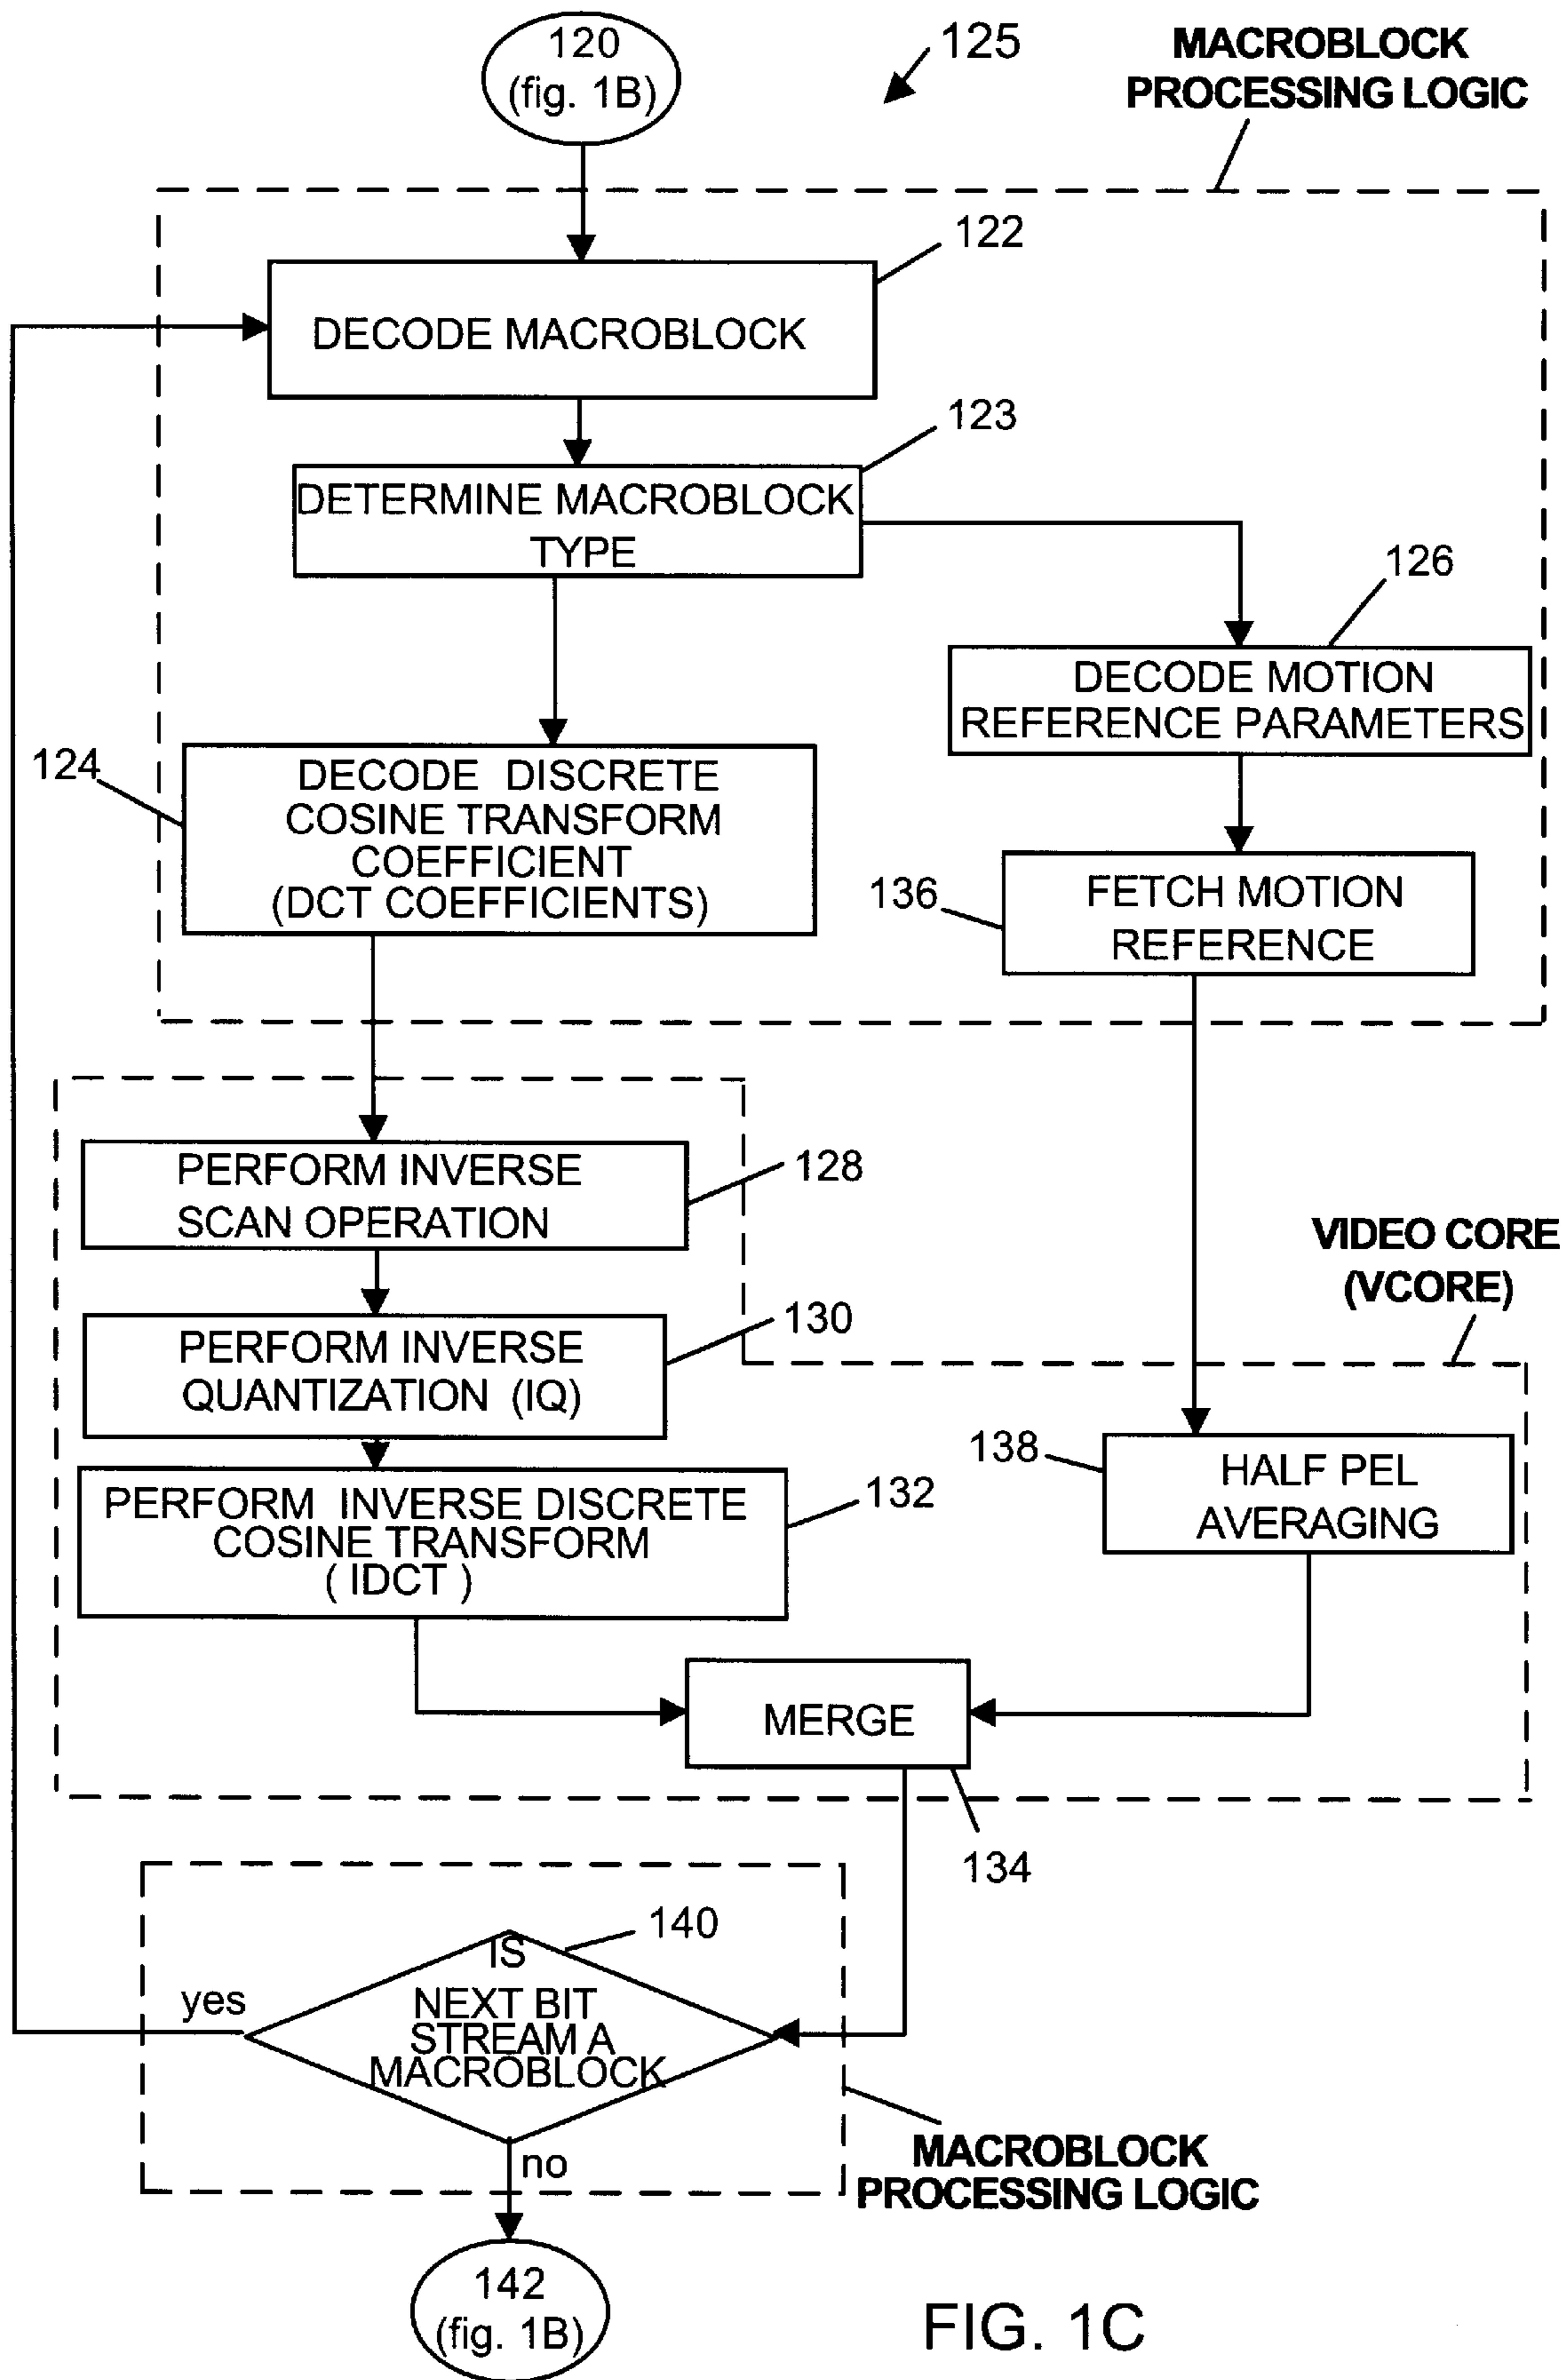 120
(fig. 1B)
125
MACROBLOCK
PROCESSING LOGIC
122
DECODE MACROBLOCK
123
DETERMINE MACROBLOCK
TYPE
126
DECODE MOTION
REFERENCE PARAMETERS
124
DECODE DISCRETE
COSINE TRANSFORM
COEFFICIENT
(DCT COEFFICIENTS)
136
FETCH MOTION
REFERENCE
PERFORM INVERSE
SCAN OPERATION
128
VIDEO CORE
(VCORE)
PERFORM INVERSE
QUANTIZATION (IQ)
130
138
HALF PEL
AVERAGING
PERFORM INVERSE DISCRETE
COSINE TRANSFORM
( IDCT )
132
MERGE
134
140
IS
NEXT BIT
STREAM A
MACROBLOCK
yes
no
MACROBLOCK
PROCESSING LOGIC
142
(fig. 1B)
FIG. 1C